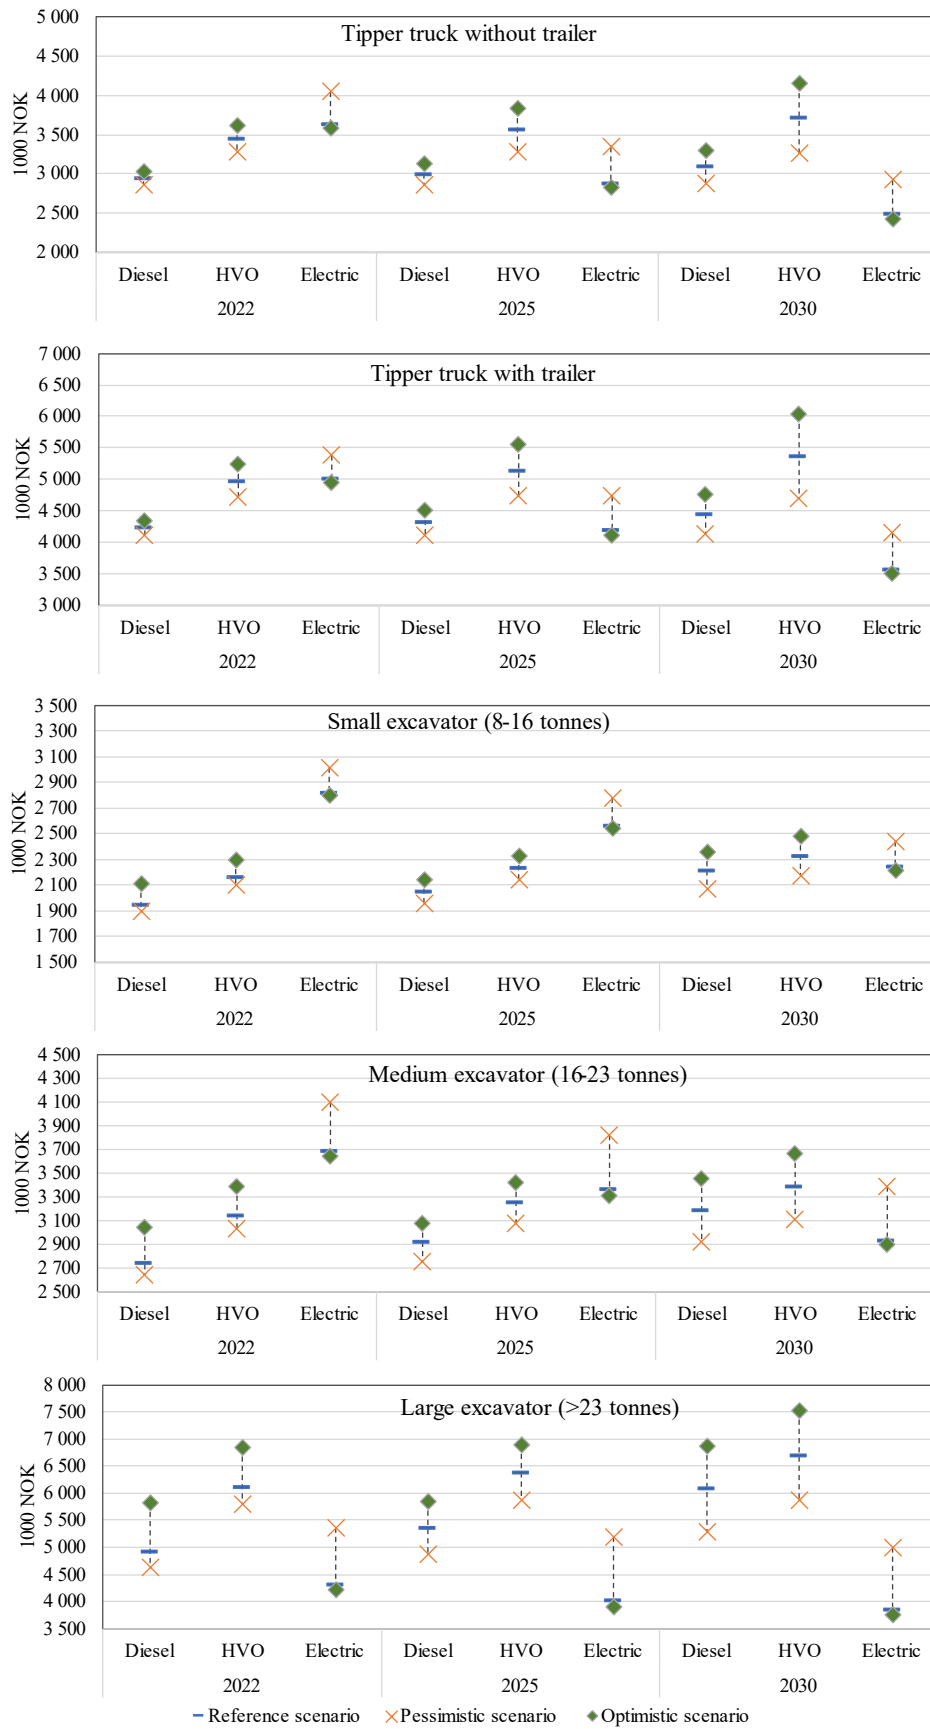 Tipper truck without trailer
1000 NOK
5 000
4 500
4 000
3 500
3 000
2 500
2 000
Diesel HVO Electric Diesel HVO Electric Diesel HVO Electric
2022 2025 2030
Tipper truck with trailer
1000 NOK
7 000
6 500
6 000
5 500
5 000
4 500
4 000
3 500
3 000
Diesel HVO Electric Diesel HVO Electric Diesel HVO Electric
2022 2025 2030
Small excavator (8-16 tonnes)
1000 NOK
3 500
3 300
3 100
2 900
2 700
2 500
2 300
2 100
1 900
1 700
1 500
Diesel HVO Electric Diesel HVO Electric Diesel HVO Electric
2022 2025 2030
Medium excavator (16-23 tonnes)
1000 NOK
4 500
4 300
4 100
3 900
3 700
3 500
3 300
3 100
2 900
2 700
2 500
Diesel HVO Electric Diesel HVO Electric Diesel HVO Electric
2022 2025 2030
Large excavator (>23 tonnes)
1000 NOK
8 000
7 500
7 000
6 500
6 000
5 500
5 000
4 500
4 000
3 500
Diesel HVO Electric Diesel HVO Electric Diesel HVO Electric
2022 2025 2030
Reference scenario Pessimistic scenario Optimistic scenario